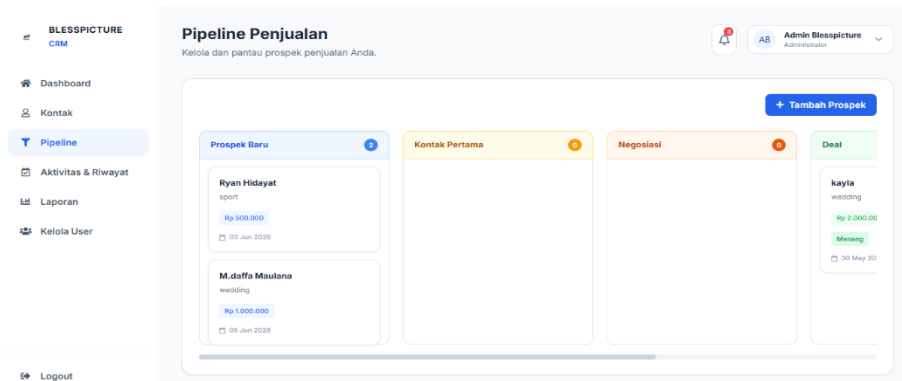 BLESSPICTURE
CRM
Dashboard
Kontak
Pipeline
Aktivitas & Riwayat
Laporan
Kelola User
Logout
Pipeline Penjualan
Kelola dan pantau prospek penjualan Anda.
3
AB
Admin Blesspicture
Administrator
+ Tambah Prospek
Prospek Baru
2
Ryan Hidayat
sport
Rp 500.000
03 Jun 2026
M.daffa Maulana
wedding
Rp 1.000.000
05 Jun 2026
Kontak Pertama
0
Negosiasi
0
Deal
kayla
wedding
Rp 2.000.00
Menang
30 May 20